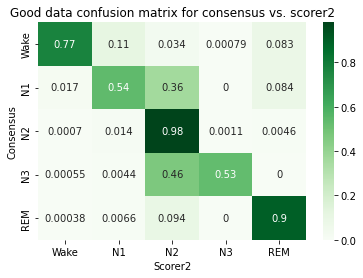 Good data confusion matrix for consensus vs. scorer2
Consensus
Wake 0.77 0.11 0.034 0.00079 0.083
N1 0.017 0.54 0.36 0 0.084
N2 0.0007 0.014 0.98 0.0011 0.0046
N3 0.00055 0.0044 0.46 0.53 0
REM 0.00038 0.0066 0.094 0 0.9
Wake N1 N2 N3 REM
Scorer2
0.8
0.6
0.4
0.2
0.0